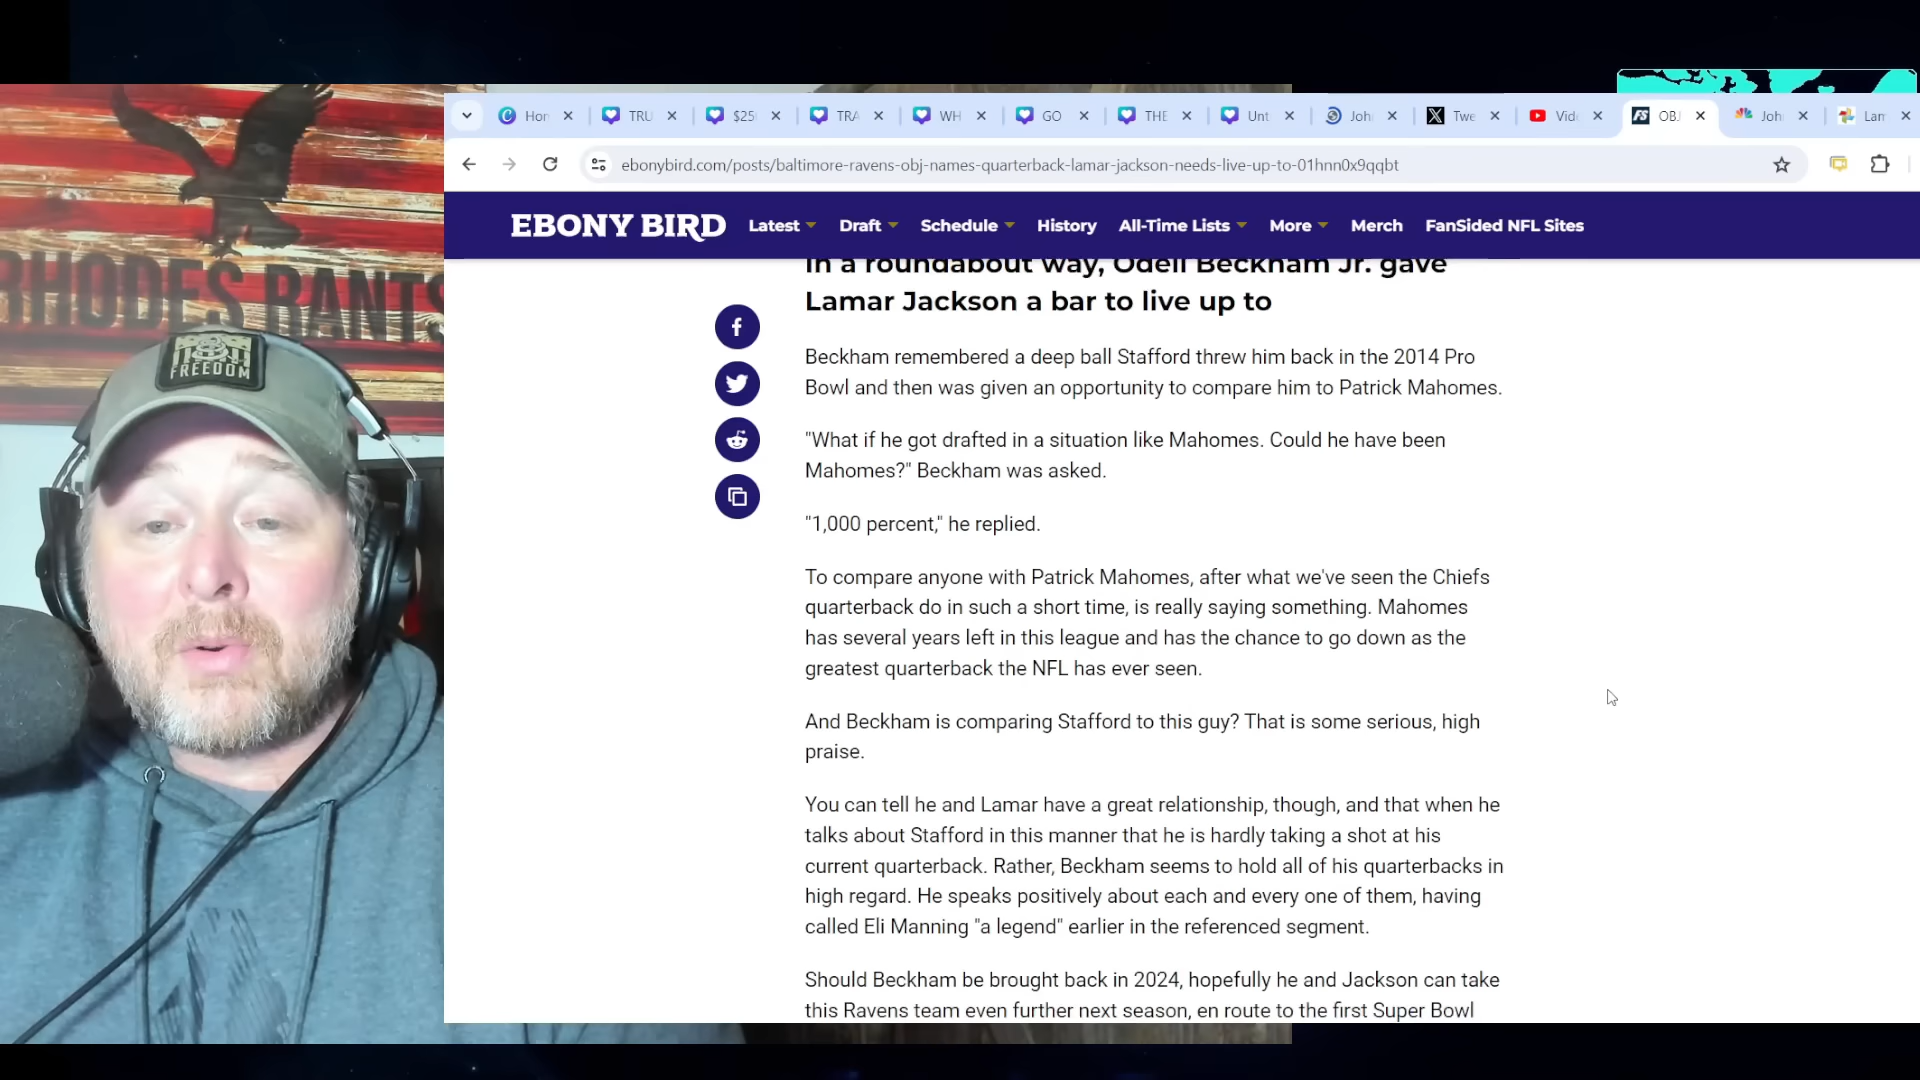 Hor
TRU
$25
TRA
WH
GO
THE
Unt
Joh
Twe
Vid
OBJ
Joh
Lam
ebonybird.com/posts/baltimore-ravens-obj-names-quarterback-lamar-jackson-needs-live-up-to-01hnn0x9qqbt
EBONY BIRD
Latest
Draft
Schedule
History
All-Time Lists
More
Merch
FanSided NFL Sites
In a roundabout way, Odell Beckham Jr. gave
Lamar Jackson a bar to live up to
Beckham remembered a deep ball Stafford threw him back in the 2014 Pro
Bowl and then was given an opportunity to compare him to Patrick Mahomes.
"What if he got drafted in a situation like Mahomes. Could he have been
Mahomes?" Beckham was asked.
"1,000 percent," he replied.
To compare anyone with Patrick Mahomes, after what we've seen the Chiefs
quarterback do in such a short time, is really saying something. Mahomes
has several years left in this league and has the chance to go down as the
greatest quarterback the NFL has ever seen.
And Beckham is comparing Stafford to this guy? That is some serious, high
praise.
You can tell he and Lamar have a great relationship, though, and that when he
talks about Stafford in this manner that he is hardly taking a shot at his
current quarterback. Rather, Beckham seems to hold all of his quarterbacks in
high regard. He speaks positively about each and every one of them, having
called Eli Manning "a legend" earlier in the referenced segment.
Should Beckham be brought back in 2024, hopefully he and Jackson can take
this Ravens team even further next season, en route to the first Super Bowl
RHODES RANTS
FREEDOM